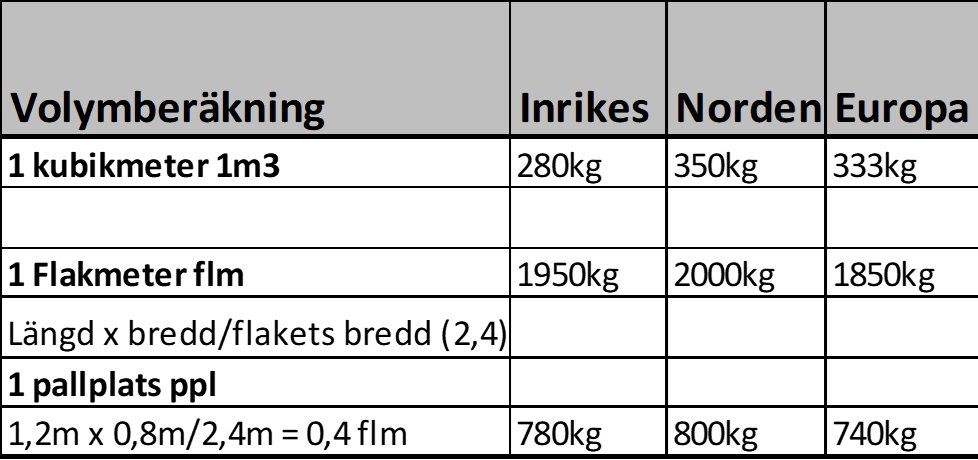 Volymberäkning Inrikes Norden Europa
1 kubikmeter 1m3 280kg 350kg 333kg
1 Flakmeter flm 1950kg 2000kg 1850kg
Längd x bredd/flakets bredd (2,4)
1 pallplats ppl
1,2m x 0,8m/2,4m = 0,4 flm 780kg 800kg 740kg